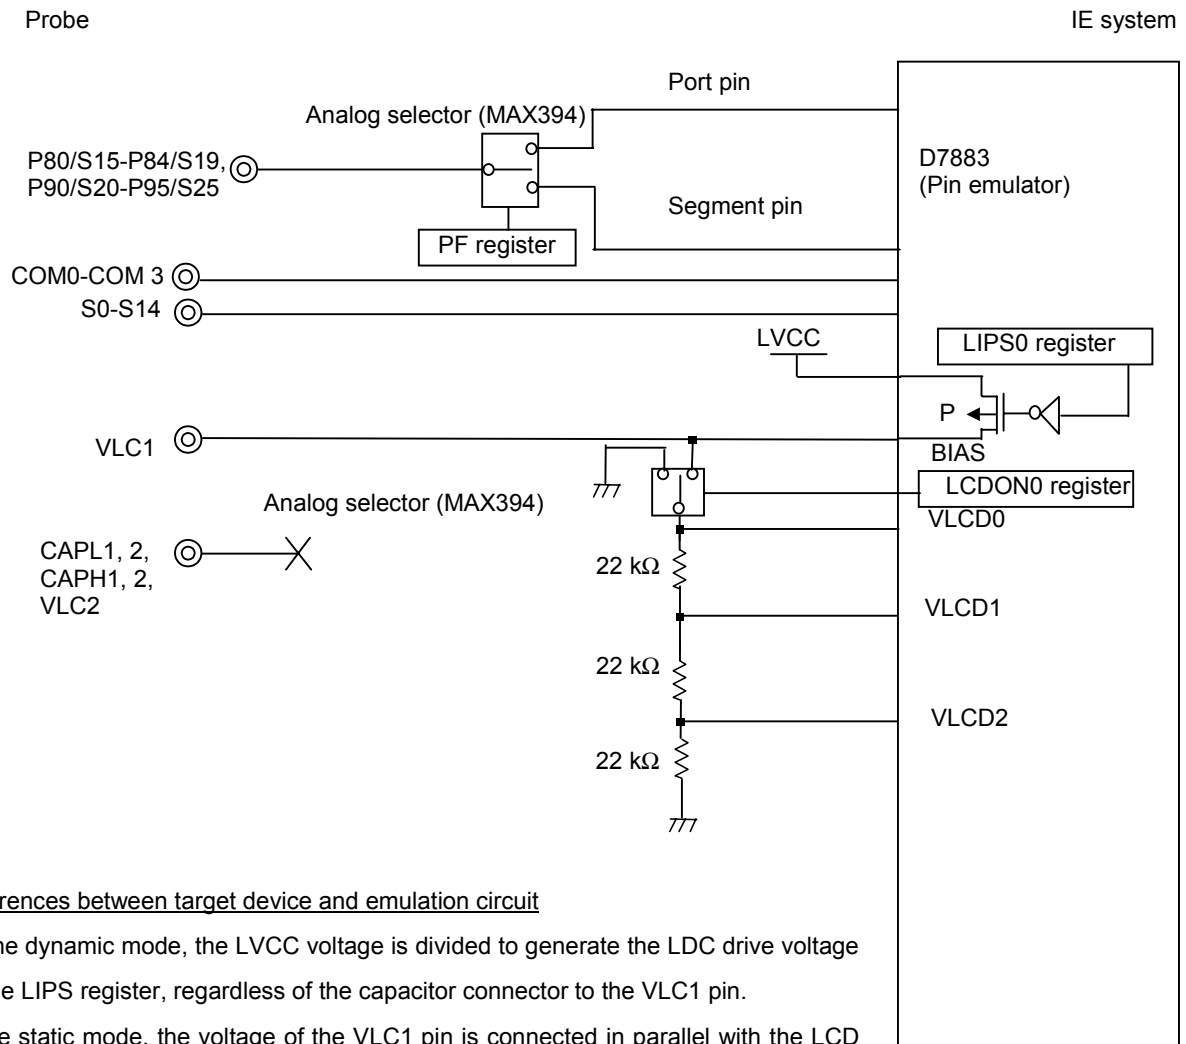 Probe
IE system
Port pin
Analog selector (MAX394)
P80/S15-P84/S19,
P90/S20-P95/S25
D7883
(Pin emulator)
Segment pin
PF register
COM0-COM 3
S0-S14
LVCC
LIPS0 register
P
VLC1
BIAS
LCDON0 register
Analog selector (MAX394)
VLCD0
CAPL1, 2,
CAPH1, 2,
VLC2
22 kΩ
VLCD1
22 kΩ
VLCD2
22 kΩ
rences between target device and emulation circuit
ne dynamic mode, the LVCC voltage is divided to generate the LDC drive voltage
e LIPS register, regardless of the capacitor connector to the VLC1 pin.
e static mode, the voltage of the VLC1 pin is connected in parallel with the LCD